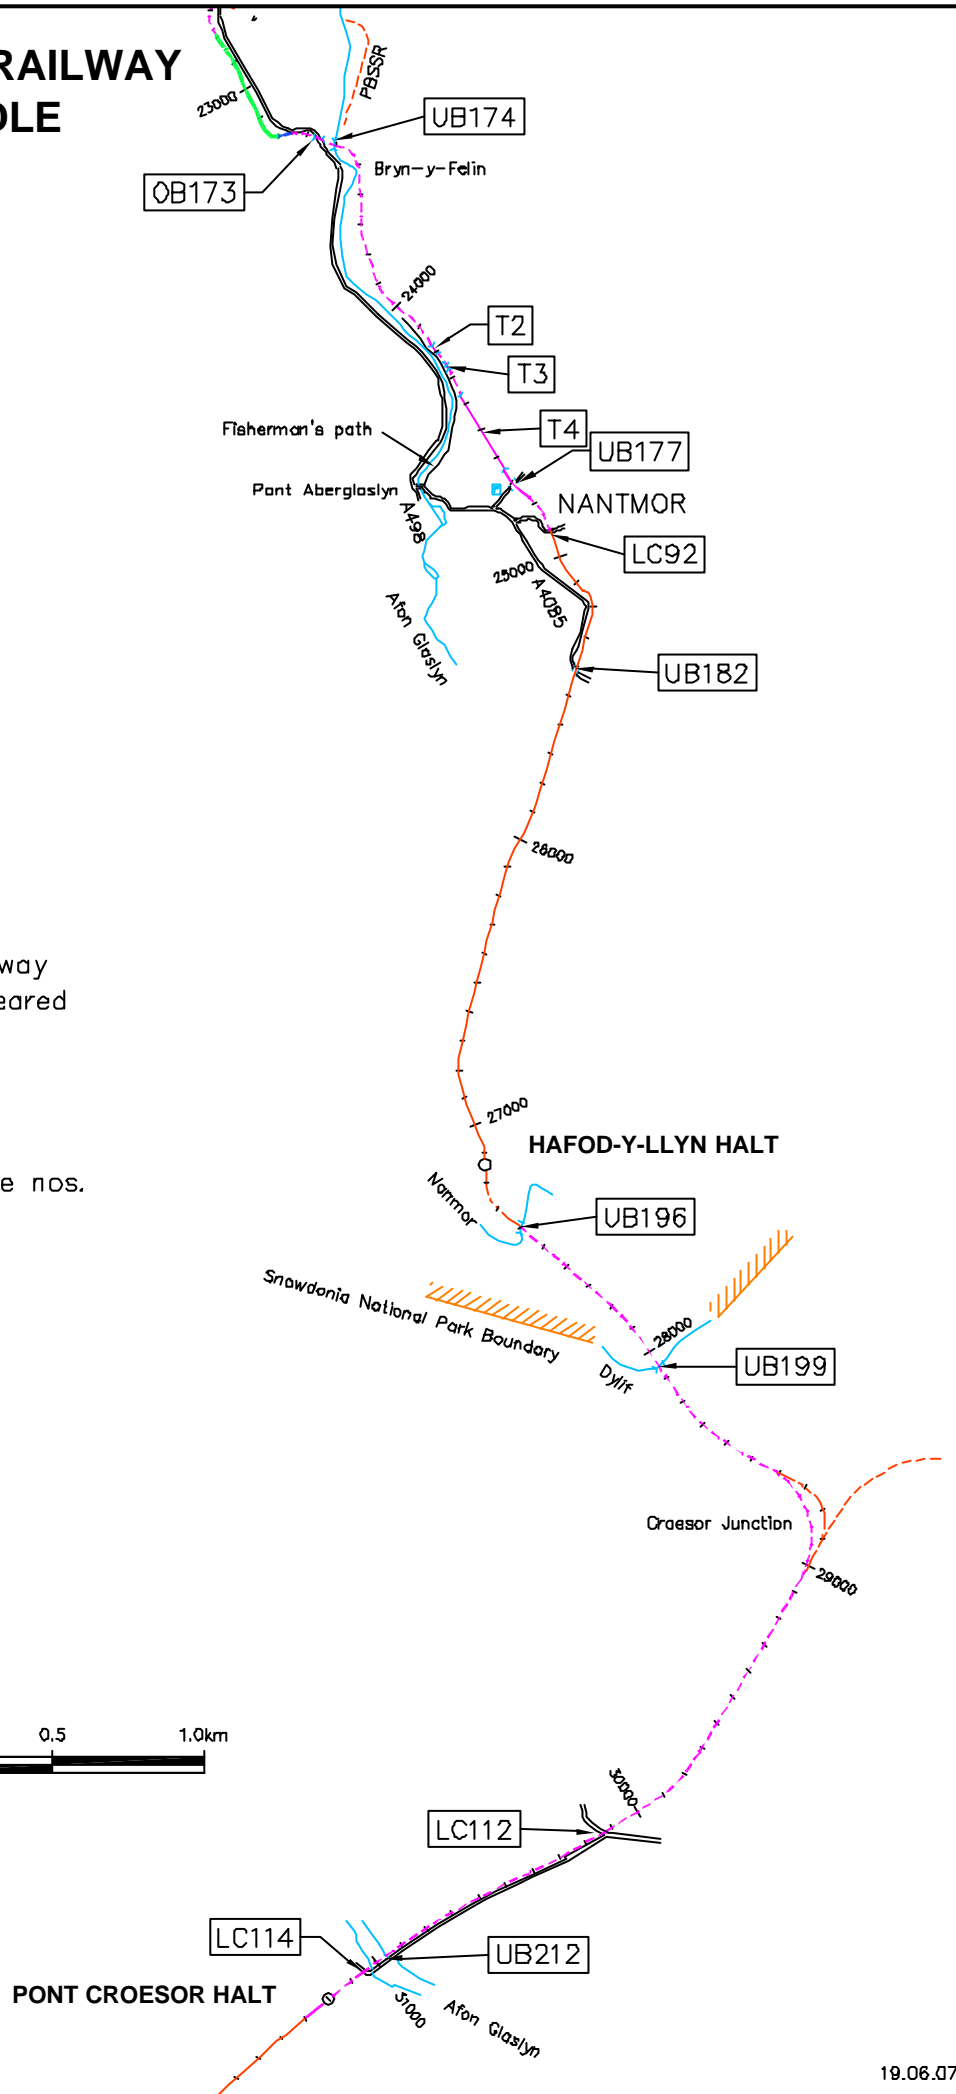 RAILWAY
PBSSR
23000
DLE
UB174
Bryn-y-Felin
OB173
24000
T2
T3
T4
Fisherman's path
UB177
Pont Aberglaslyn
NANTMOR
A498
LC92
25000
A4085
Afon Glaslyn
UB182
26000
way
eared
27000
HAFOD-Y-LLYN HALT
e nos.
Nanmor
UB196
Snowdonia National Park Boundary
28000
UB199
Dylif
Croesor Junction
29000
0.5 1.0km
30000
LC112
LC114
UB212
PONT CROESOR HALT
31000
Afon Glaslyn
19.06.07